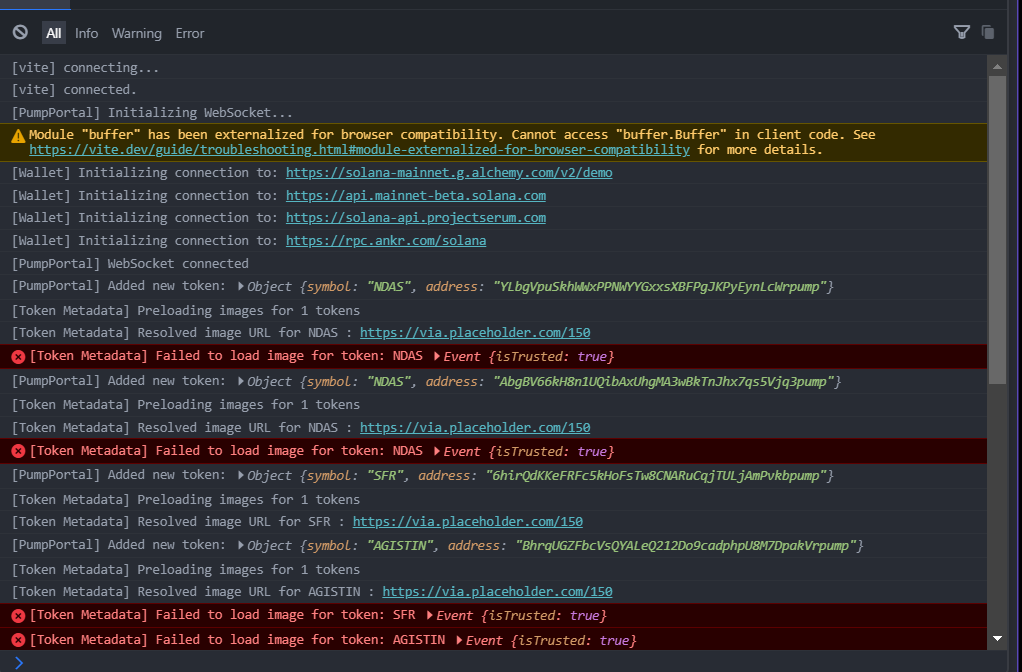 All Info Warning Error
[vite] connecting...
[vite] connected.
[PumpPortal] Initializing WebSocket...
Module "buffer" has been externalized for browser compatibility. Cannot access "buffer.Buffer" in client code. See
https://vite.dev/guide/troubleshooting.html#module-externalized-for-browser-compatibility for more details.
[Wallet] Initializing connection to: https://solana-mainnet.g.alchemy.com/v2/demo
[Wallet] Initializing connection to: https://api.mainnet-beta.solana.com
[Wallet] Initializing connection to: https://solana-api.projectserum.com
[Wallet] Initializing connection to: https://rpc.ankr.com/solana
[PumpPortal] WebSocket connected
[PumpPortal] Added new token: Object {symbol: "NDAS", address: "YLbgVpuSkhWWxPPNWYYGxxsXBFPgJKPyEynLcWrpump"}
[Token Metadata] Preloading images for 1 tokens
[Token Metadata] Resolved image URL for NDAS : https://via.placeholder.com/150
[Token Metadata] Failed to load image for token: NDAS Event {isTrusted: true}
[PumpPortal] Added new token: Object {symbol: "NDAS", address: "AbgBV66kH8n1UQibAxUhgMA3wBkTnJhx7qs5Vjq3pump"}
[Token Metadata] Preloading images for 1 tokens
[Token Metadata] Resolved image URL for NDAS : https://via.placeholder.com/150
[Token Metadata] Failed to load image for token: NDAS Event {isTrusted: true}
[PumpPortal] Added new token: Object {symbol: "SFR", address: "6hirQdKKeFRFc5kHoFsTw8CNARuCqjTULjAmPvkbpump"}
[Token Metadata] Preloading images for 1 tokens
[Token Metadata] Resolved image URL for SFR : https://via.placeholder.com/150
[PumpPortal] Added new token: Object {symbol: "AGISTIN", address: "BhrqUGZFbcVsQYALeQ212Do9cadphpU8M7DpakVrpump"}
[Token Metadata] Preloading images for 1 tokens
[Token Metadata] Resolved image URL for AGISTIN : https://via.placeholder.com/150
[Token Metadata] Failed to load image for token: SFR Event {isTrusted: true}
[Token Metadata] Failed to load image for token: AGISTIN Event {isTrusted: true}